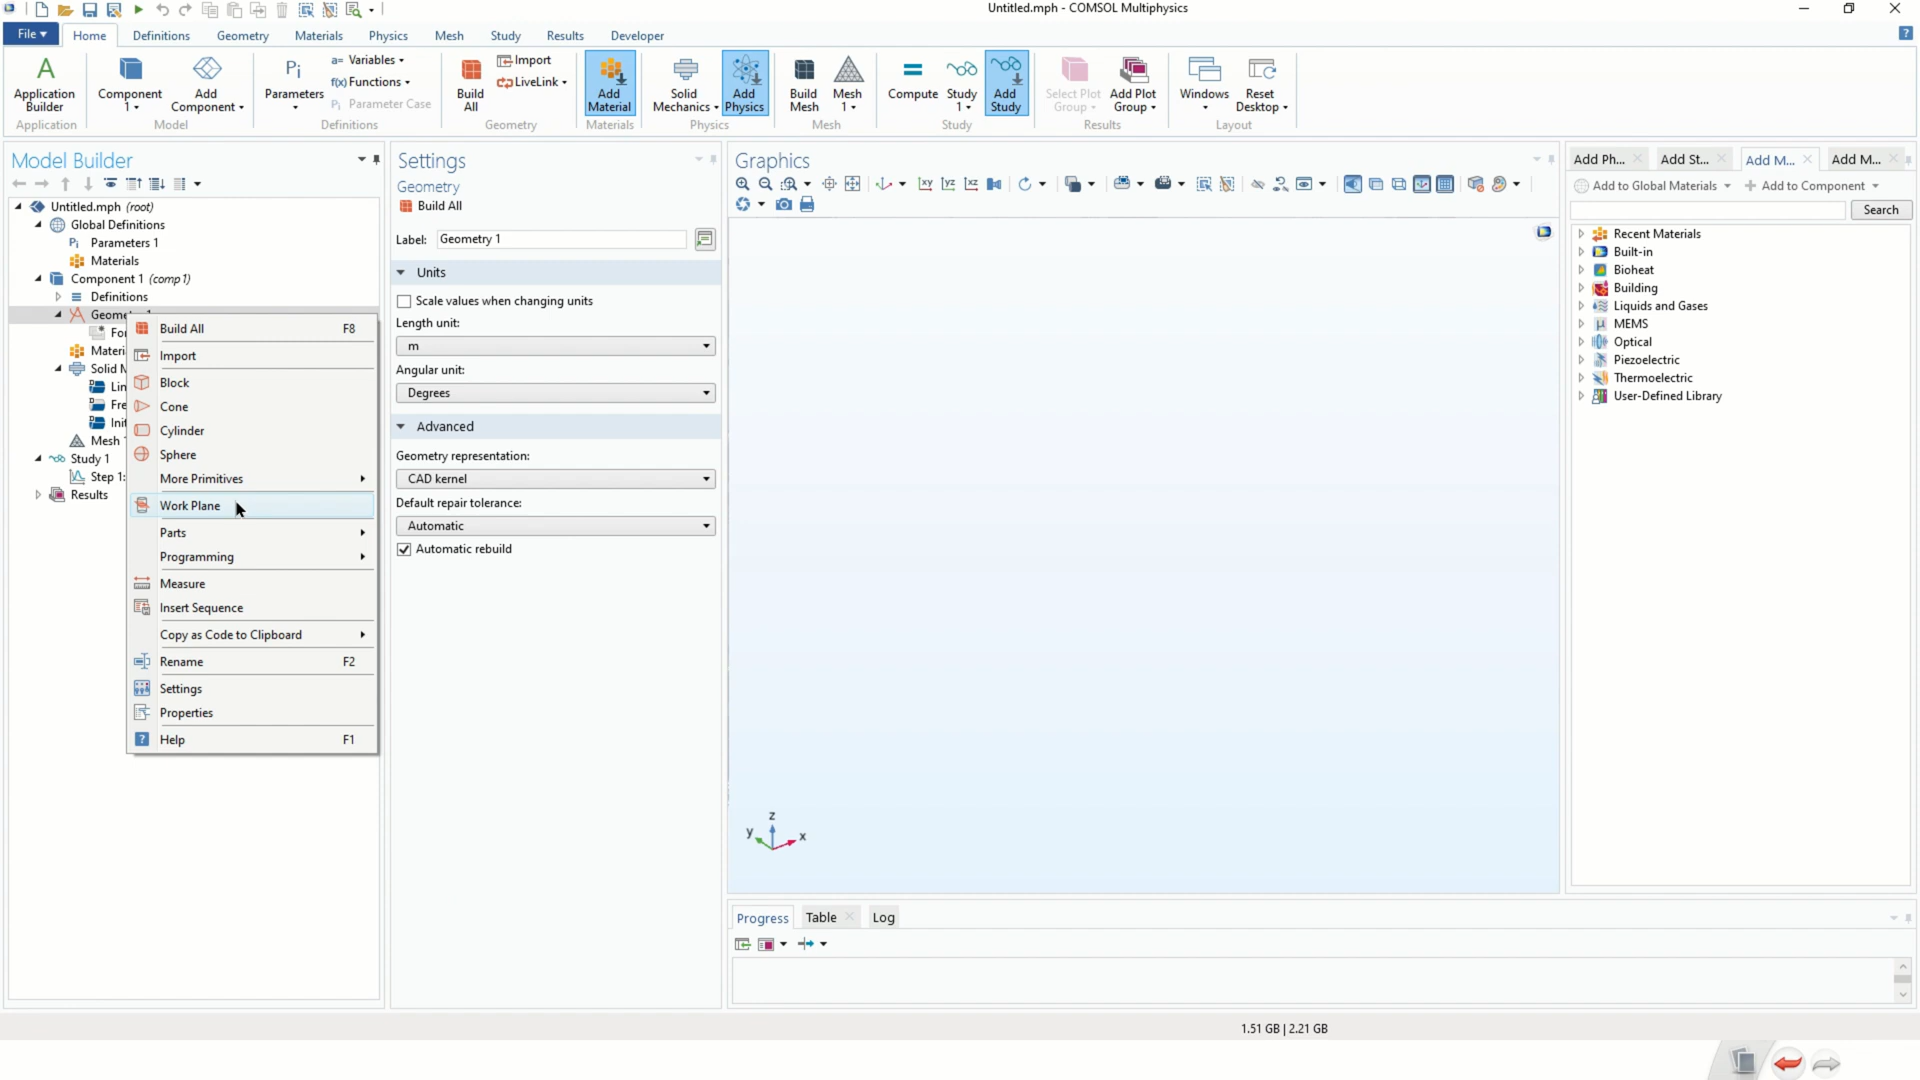 Untitled.mph - COMSOL Multiphysics
File Home Definitions Geometry Materials Physics Mesh Study Results Developer
Application Builder
Application
Component 1
Add Component
Model
Parameters
a= Variables
f(x) Functions
Pi Parameter Case
Definitions
Build All
Import
LiveLink
Geometry
Add Material
Materials
Solid Mechanics
Add Physics
Physics
Build Mesh
Mesh 1
Mesh
Compute
Study 1
Add Study
Study
Select Plot Group
Add Plot Group
Results
Windows
Reset Desktop
Layout
Model Builder
Untitled.mph (root)
Global Definitions
Pi Parameters 1
Materials
Component 1 (comp1)
Definitions
Geome
Fo
Materi
Solid M
Lin
Fre
Init
Mesh
Study 1
Step 1:
Results
Build All F8
Import
Block
Cone
Cylinder
Sphere
More Primitives
Work Plane
Parts
Programming
Measure
Insert Sequence
Copy as Code to Clipboard
Rename F2
Settings
Properties
Help F1
Settings
Geometry
Build All
Label: Geometry 1
Units
Scale values when changing units
Length unit:
m
Angular unit:
Degrees
Advanced
Geometry representation:
CAD kernel
Default repair tolerance:
Automatic
Automatic rebuild
Graphics
xy yz xz
z
y
x
Progress Table Log
Add Ph... Add St... Add M... Add M...
Add to Global Materials Add to Component
Search
Recent Materials
Built-in
Bioheat
Building
Liquids and Gases
MEMS
Optical
Piezoelectric
Thermoelectric
User-Defined Library
1.51 GB | 2.21 GB